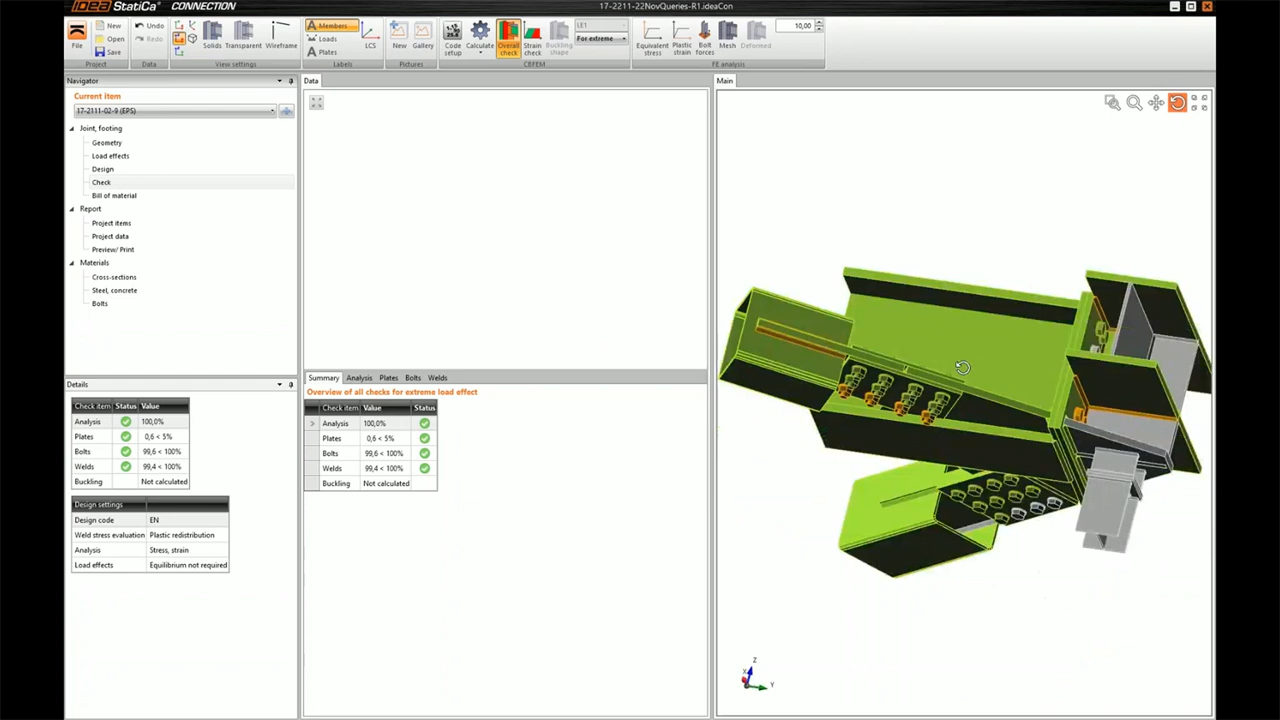 IDEA StatiCa CONNECTION
17-2211-22NovQueries-R1.ideaCon
File
New
Open
Save
Project
Undo
Redo
Data
Solids
Transparent
Wireframe
View settings
Members
Loads
Plates
LCS
Labels
New
Gallery
Pictures
Code setup
Calculate
Overall check
Strain check
Buckling shape
LE1
For extreme
CBFEM
Equivalent stress
Plastic strain
Bolt forces
Mesh
Deformed
10,00
FE analysis
Navigator
Current item
17-2111-02-9 (EPS)
Joint, footing
Geometry
Load effects
Design
Check
Bill of material
Report
Project items
Project data
Preview/ Print
Materials
Cross-sections
Steel, concrete
Bolts
Details
Check item Status Value
Analysis 100,0%
Plates 0,6 < 5%
Bolts 99,6 < 100%
Welds 99,4 < 100%
Buckling Not calculated
Design settings
Design code EN
Weld stress evaluation Plastic redistribution
Analysis Stress, strain
Load effects Equilibrium not required
Data
Summary Analysis Plates Bolts Welds
Overview of all checks for extreme load effect
Check item Value Status
> Analysis 100,0%
Plates 0,6 < 5%
Bolts 99,6 < 100%
Welds 99,4 < 100%
Buckling Not calculated
Main
Z
X
Y